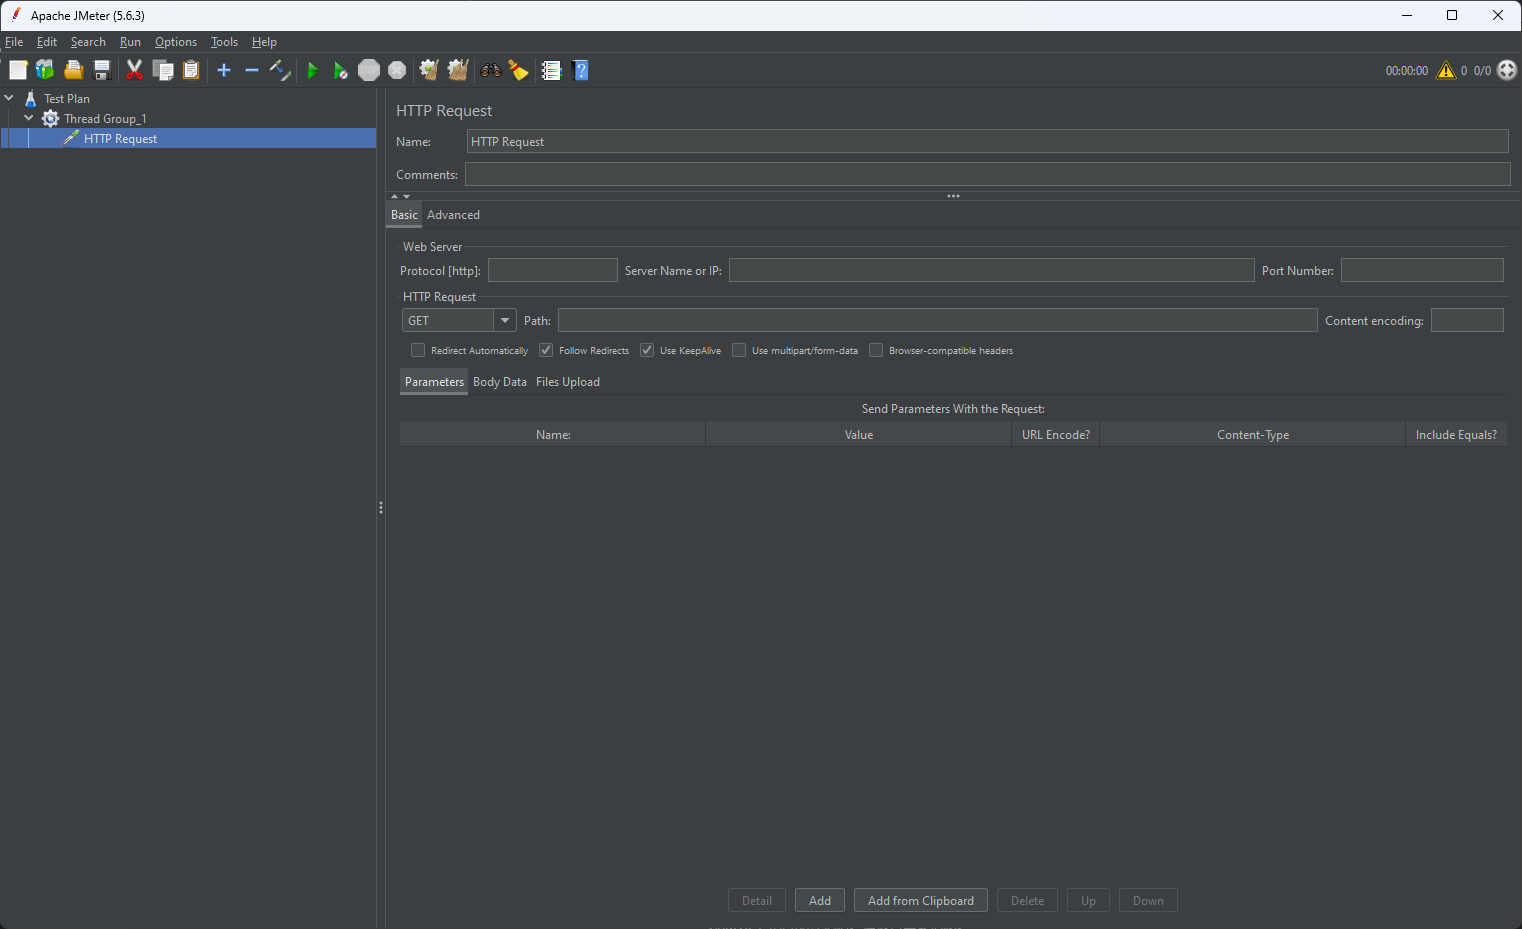 Apache JMeter (5.6.3)
File Edit Search Run Options Tools Help
STOP 00:00:00 0 0/0
Test Plan
Thread Group_1
HTTP Request
HTTP Request
Name: HTTP Request
Comments:
Basic Advanced
Web Server
Protocol [http]: Server Name or IP: Port Number:
HTTP Request
GET Path: Content encoding:
Redirect Automatically Follow Redirects Use KeepAlive Use multipart/form-data Browser-compatible headers
Parameters Body Data Files Upload
Send Parameters With the Request:
Name: Value URL Encode? Content-Type Include Equals?
Detail Add Add from Clipboard Delete Up Down